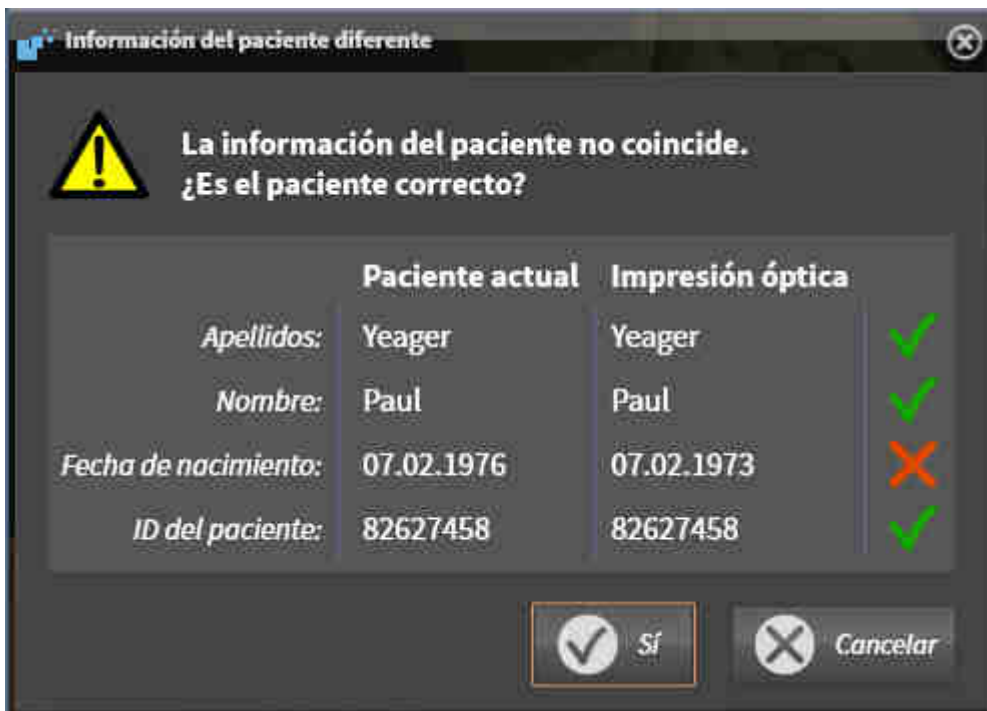 Información del paciente diferente
La información del paciente no coincide.
¿Es el paciente correcto?
Paciente actual Impresión óptica
Apellidos: Yeager Yeager
Nombre: Paul Paul
Fecha de nacimiento: 07.02.1976 07.02.1973
ID del paciente: 82627458 82627458
Sí Cancelar